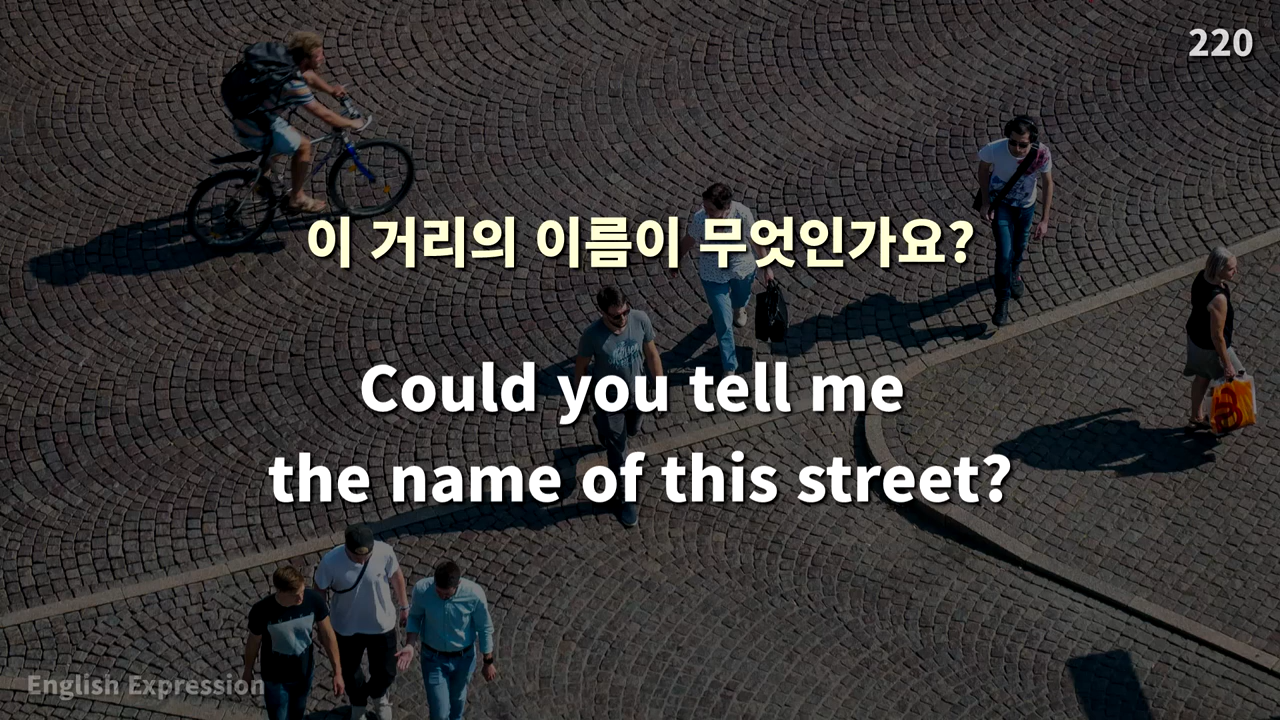 220
이 거리의 이름이 무엇인가요?
Could you tell me
the name of this street?
English Expression